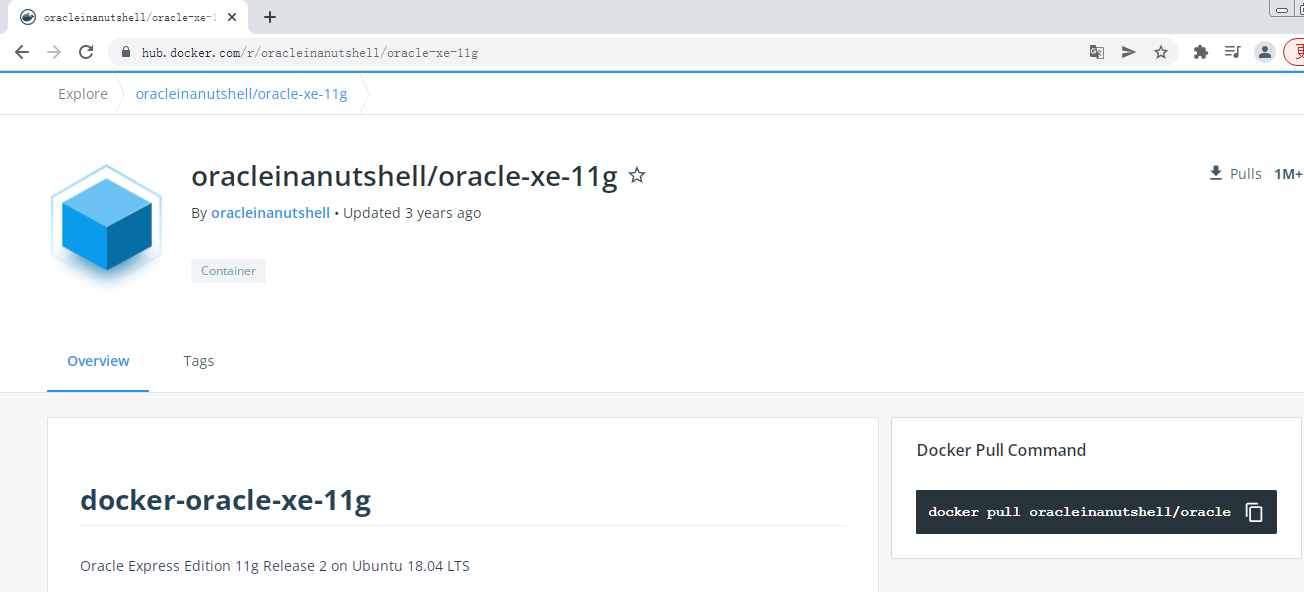 oracleinanutshell/oracle-xe-1
hub.docker.com/r/oracleinanutshell/oracle-xe-11g
Explore
oracleinanutshell/oracle-xe-11g
oracleinanutshell/oracle-xe-11g
Pulls 1M+
By oracleinanutshell • Updated 3 years ago
Container
Overview
Tags
docker-oracle-xe-11g
Oracle Express Edition 11g Release 2 on Ubuntu 18.04 LTS
Docker Pull Command
docker pull oracleinanutshell/oracle